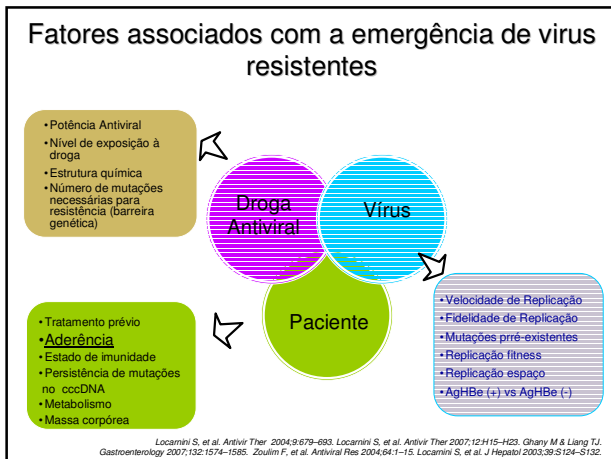 Fatores associados com a emergência de virus
resistentes
• Potência Antiviral
• Nível de exposição à
droga
• Estrutura química
• Número de mutações
necessárias para
resistência (barreira
genética)
Droga
Antiviral
Vírus
Paciente
• Tratamento prévio
• Aderência
• Estado de imunidade
• Persistência de mutações
no cccDNA
• Metabolismo
• Massa corpórea
• Velocidade de Replicação
• Fidelidade de Replicação
• Mutações prré-existentes
• Replicação fitness
• Replicação espaço
• AgHBe (+) vs AgHBe (-)
Locarnini S, et al. Antivir Ther 2004;9:679–693. Locarnini S, et al. Antivir Ther 2007;12:H15–H23. Ghany M & Liang TJ.
Gastroenterology 2007;132:1574–1585. Zoulim F, et al. Antiviral Res 2004;64:1–15. Locarnini S, et al. J Hepatol 2003;39:S124–S132.